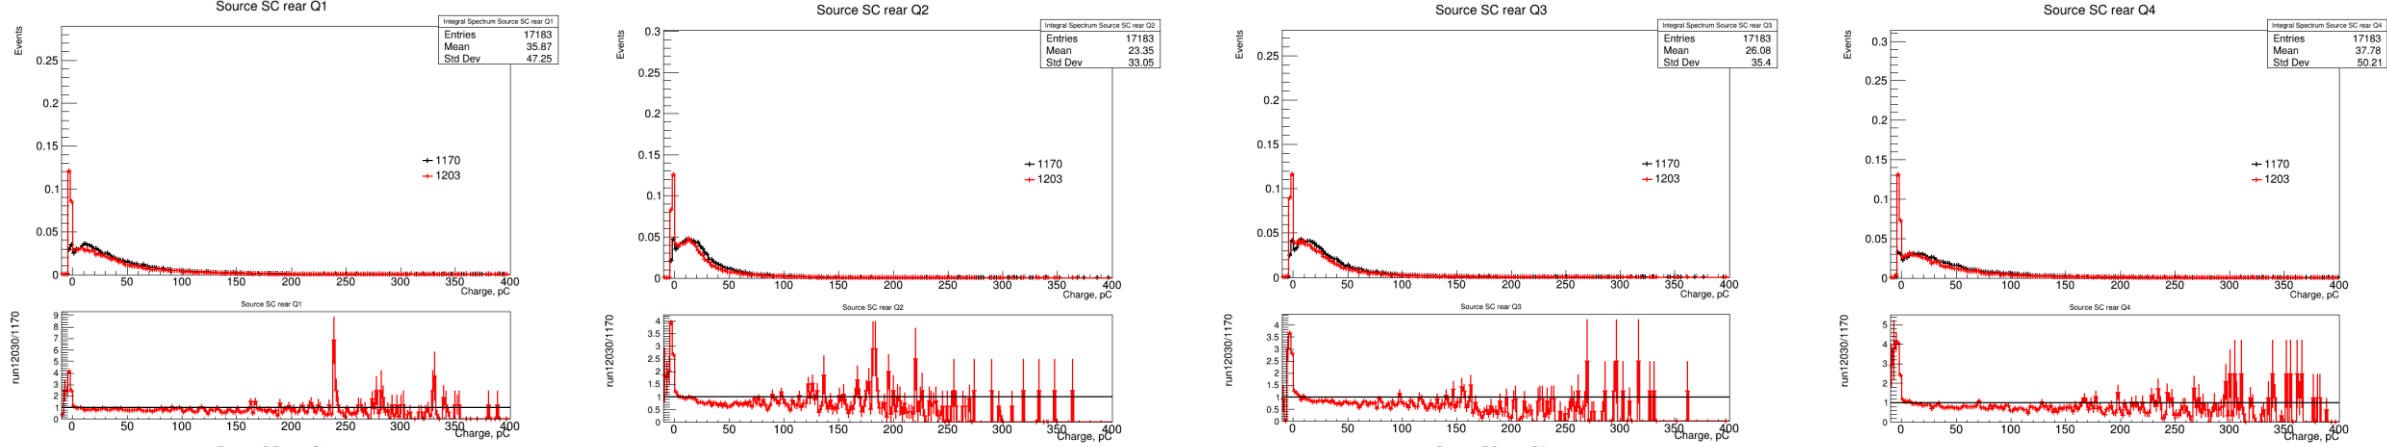 Source SC rear Q1
Integral Spectrum Source SC rear Q1
Entries 17183
Mean 35.87
Std Dev 47.25
Events
0.25
0.2
0.15
0.1
0.05
0
1170
1203
0 50 100 150 200 250 300 350 400
Charge, pC
Source SC rear Q1
run12030/1170
9
8
7
6
5
4
3
2
1
0
0 50 100 150 200 250 300 350 400
Charge, pC
Source SC rear Q2
Integral Spectrum Source SC rear Q2
Entries 17183
Mean 23.35
Std Dev 33.05
Events
0.3
0.25
0.2
0.15
0.1
0.05
0
1170
1203
0 50 100 150 200 250 300 350 400
Charge, pC
Source SC rear Q2
run12030/1170
4
3.5
3
2.5
2
1.5
1
0.5
0
0 50 100 150 200 250 300 350 400
Charge, pC
Source SC rear Q3
Integral Spectrum Source SC rear Q3
Entries 17183
Mean 26.08
Std Dev 35.4
Events
0.25
0.2
0.15
0.1
0.05
0
1170
1203
0 50 100 150 200 250 300 350 400
Charge, pC
Source SC rear Q3
run12030/1170
4
3.5
3
2.5
2
1.5
1
0.5
0
0 50 100 150 200 250 300 350 400
Charge, pC
Source SC rear Q4
Integral Spectrum Source SC rear Q4
Entries 17183
Mean 37.78
Std Dev 50.21
Events
0.3
0.25
0.2
0.15
0.1
0.05
0
1170
1203
0 50 100 150 200 250 300 350 400
Charge, pC
Source SC rear Q4
run12030/1170
5
4
3
2
1
0
0 50 100 150 200 250 300 350 400
Charge, pC